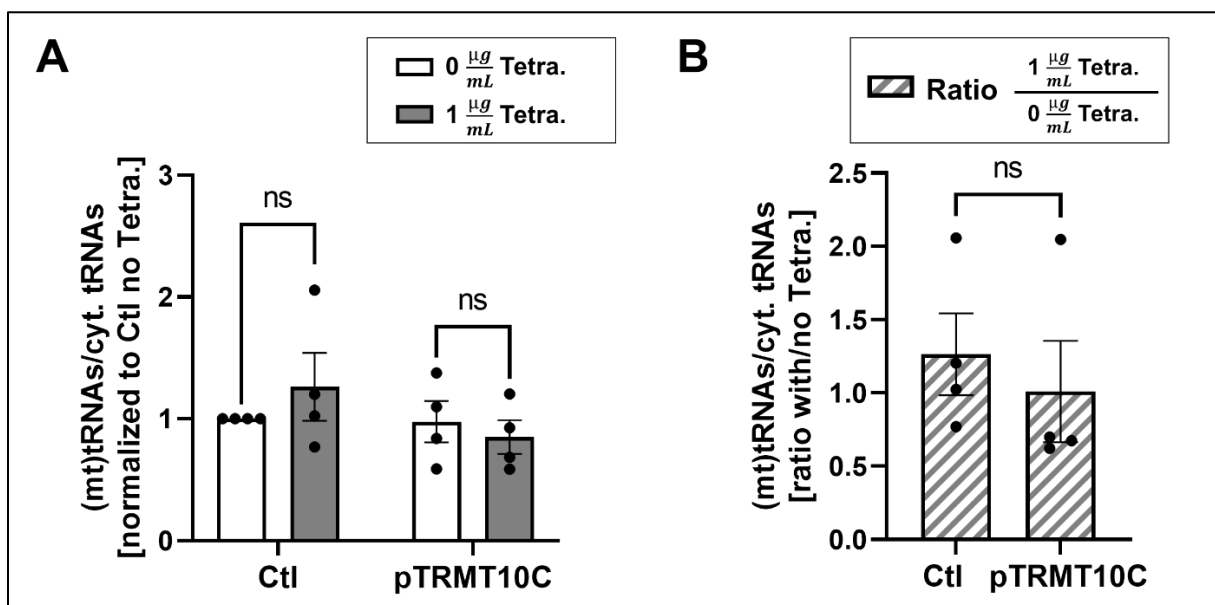 A
0 μg/mL Tetra.
1 μg/mL Tetra.
(mt)tRNAs/cyt. tRNAs
[normalized to Ctl no Tetra.]
3
2
1
0
ns
ns
Ctl
pTRMT10C
B
Ratio 1 μg/mL Tetra.
0 μg/mL Tetra.
(mt)tRNAs/cyt. tRNAs
[ratio with/no Tetra.]
2.5
2.0
1.5
1.0
0.5
0.0
ns
Ctl
pTRMT10C